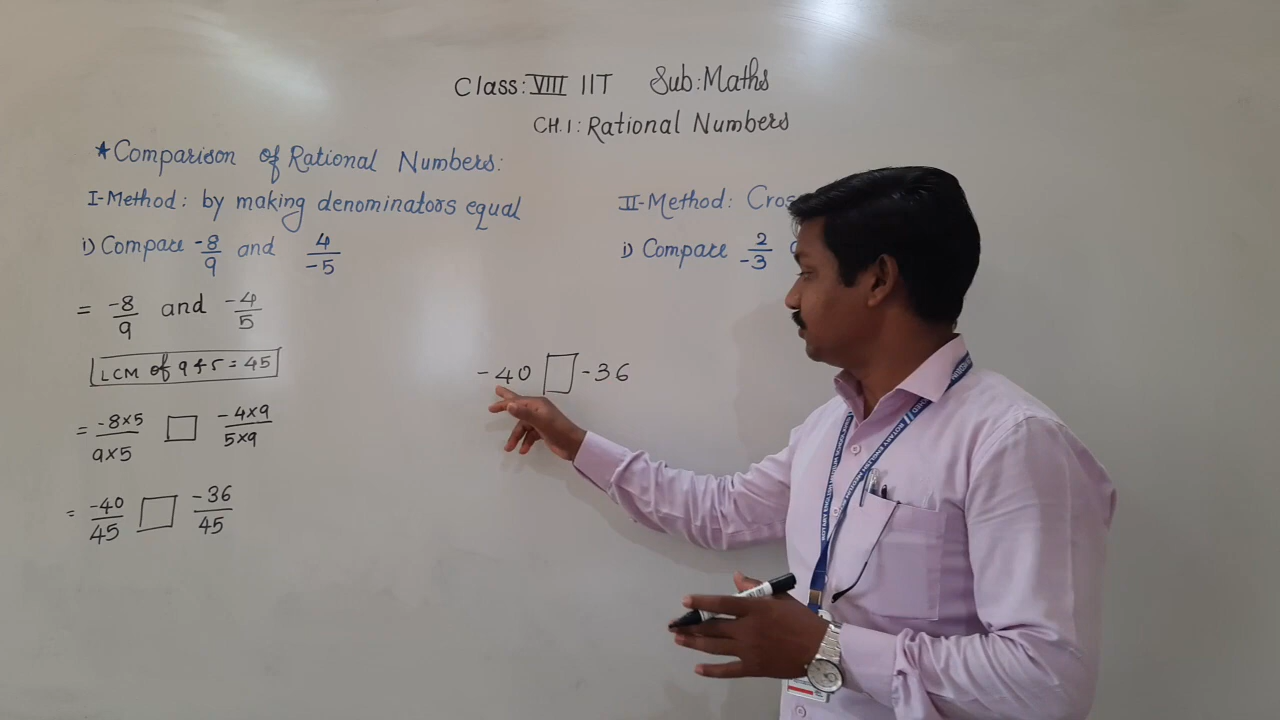 Class: VIII IIT Sub: Maths
CH.1: Rational Numbers
★Comparison of Rational Numbers:
I-Method: by making denominators equal
i) Compare -8/9 and 4/-5
= -8/9 and -4/5
LCM of 9 & 5 = 45
= -8×5/9×5 □ -4×9/5×9
= -40/45 □ -36/45
-40 □ -36
II-Method: Cros
i) Compare 2/-3